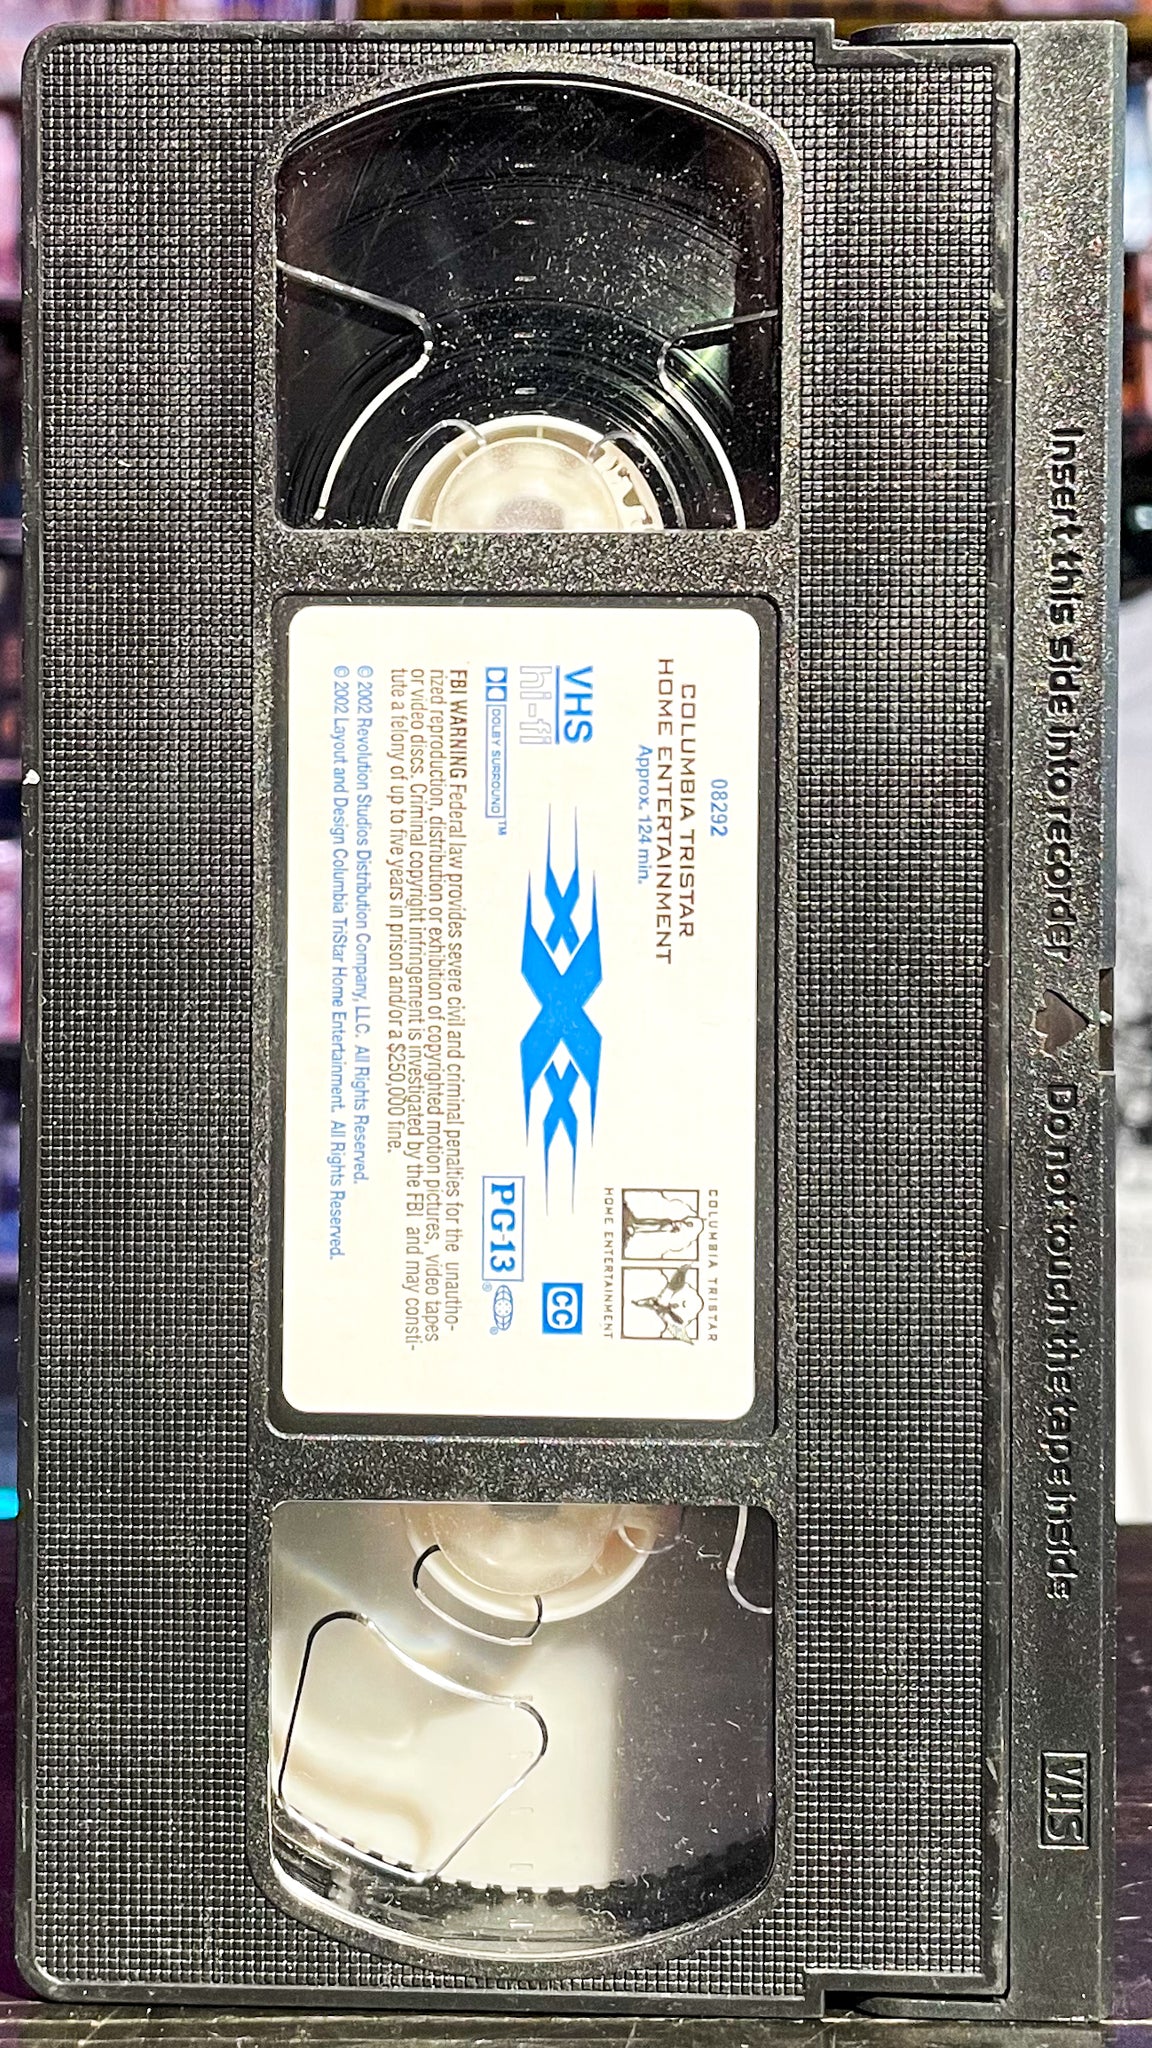 Insert this side into recorder
Do not touch the tape inside
VHS
08292
COLUMBIA TRISTAR
HOME ENTERTAINMENT
Approx. 124 min.
COLUMBIA TRISTAR
HOME ENTERTAINMENT
VHS
hi-fi
DOLBY SURROUND™
xXx
CC
PG-13®
®
FBI WARNING Federal law provides severe civil and criminal penalties for the unautho-
rized reproduction, distribution or exhibition of copyrighted motion pictures, video tapes
or video discs. Criminal copyright infringement is investigated by the FBI and may consti-
tute a felony of up to five years in prison and/or a $250,000 fine.
© 2002 Revolution Studios Distribution Company, LLC. All Rights Reserved.
© 2002 Layout and Design Columbia TriStar Home Entertainment. All Rights Reserved.